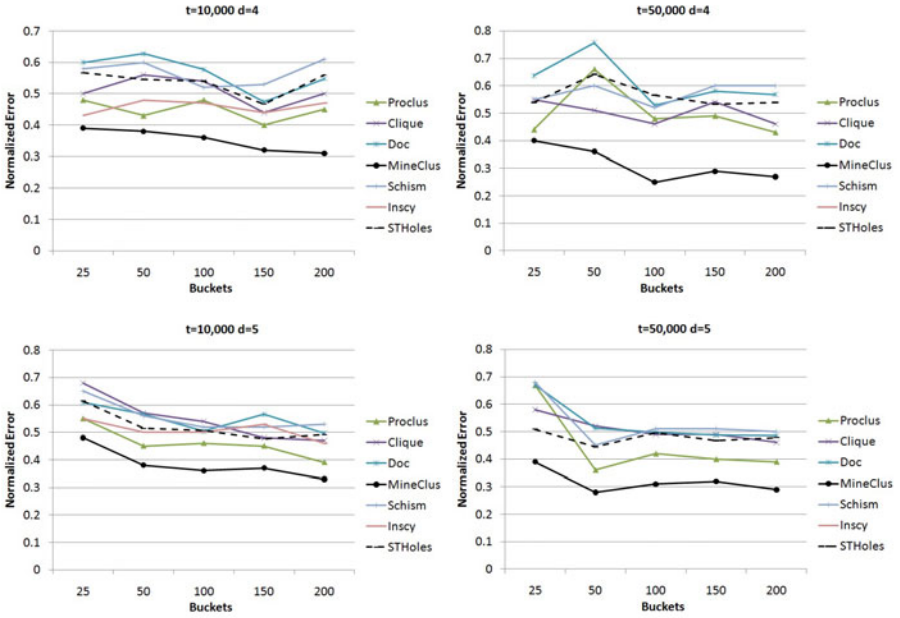 t=10,000 d=4
0.7
0.6
0.5
0.4
0.3
0.2
0.1
0
Normalized Error
25 50 100 150 200
Buckets
Proclus
Clique
Doc
MineClus
Schism
Inscy
STHoles
t=50,000 d=4
0.8
0.7
0.6
0.5
0.4
0.3
0.2
0.1
0
Normalized Error
25 50 100 150 200
Buckets
Proclus
Clique
Doc
MineClus
Schism
Inscy
STHoles
t=10,000 d=5
0.8
0.7
0.6
0.5
0.4
0.3
0.2
0.1
0
Normalized Error
25 50 100 150 200
Buckets
Proclus
Clique
Doc
MineClus
Schism
Inscy
STHoles
t=50,000 d=5
0.8
0.7
0.6
0.5
0.4
0.3
0.2
0.1
0
Normalized Error
25 50 100 150 200
Buckets
Proclus
Clique
Doc
MineClus
Schism
Inscy
STHoles